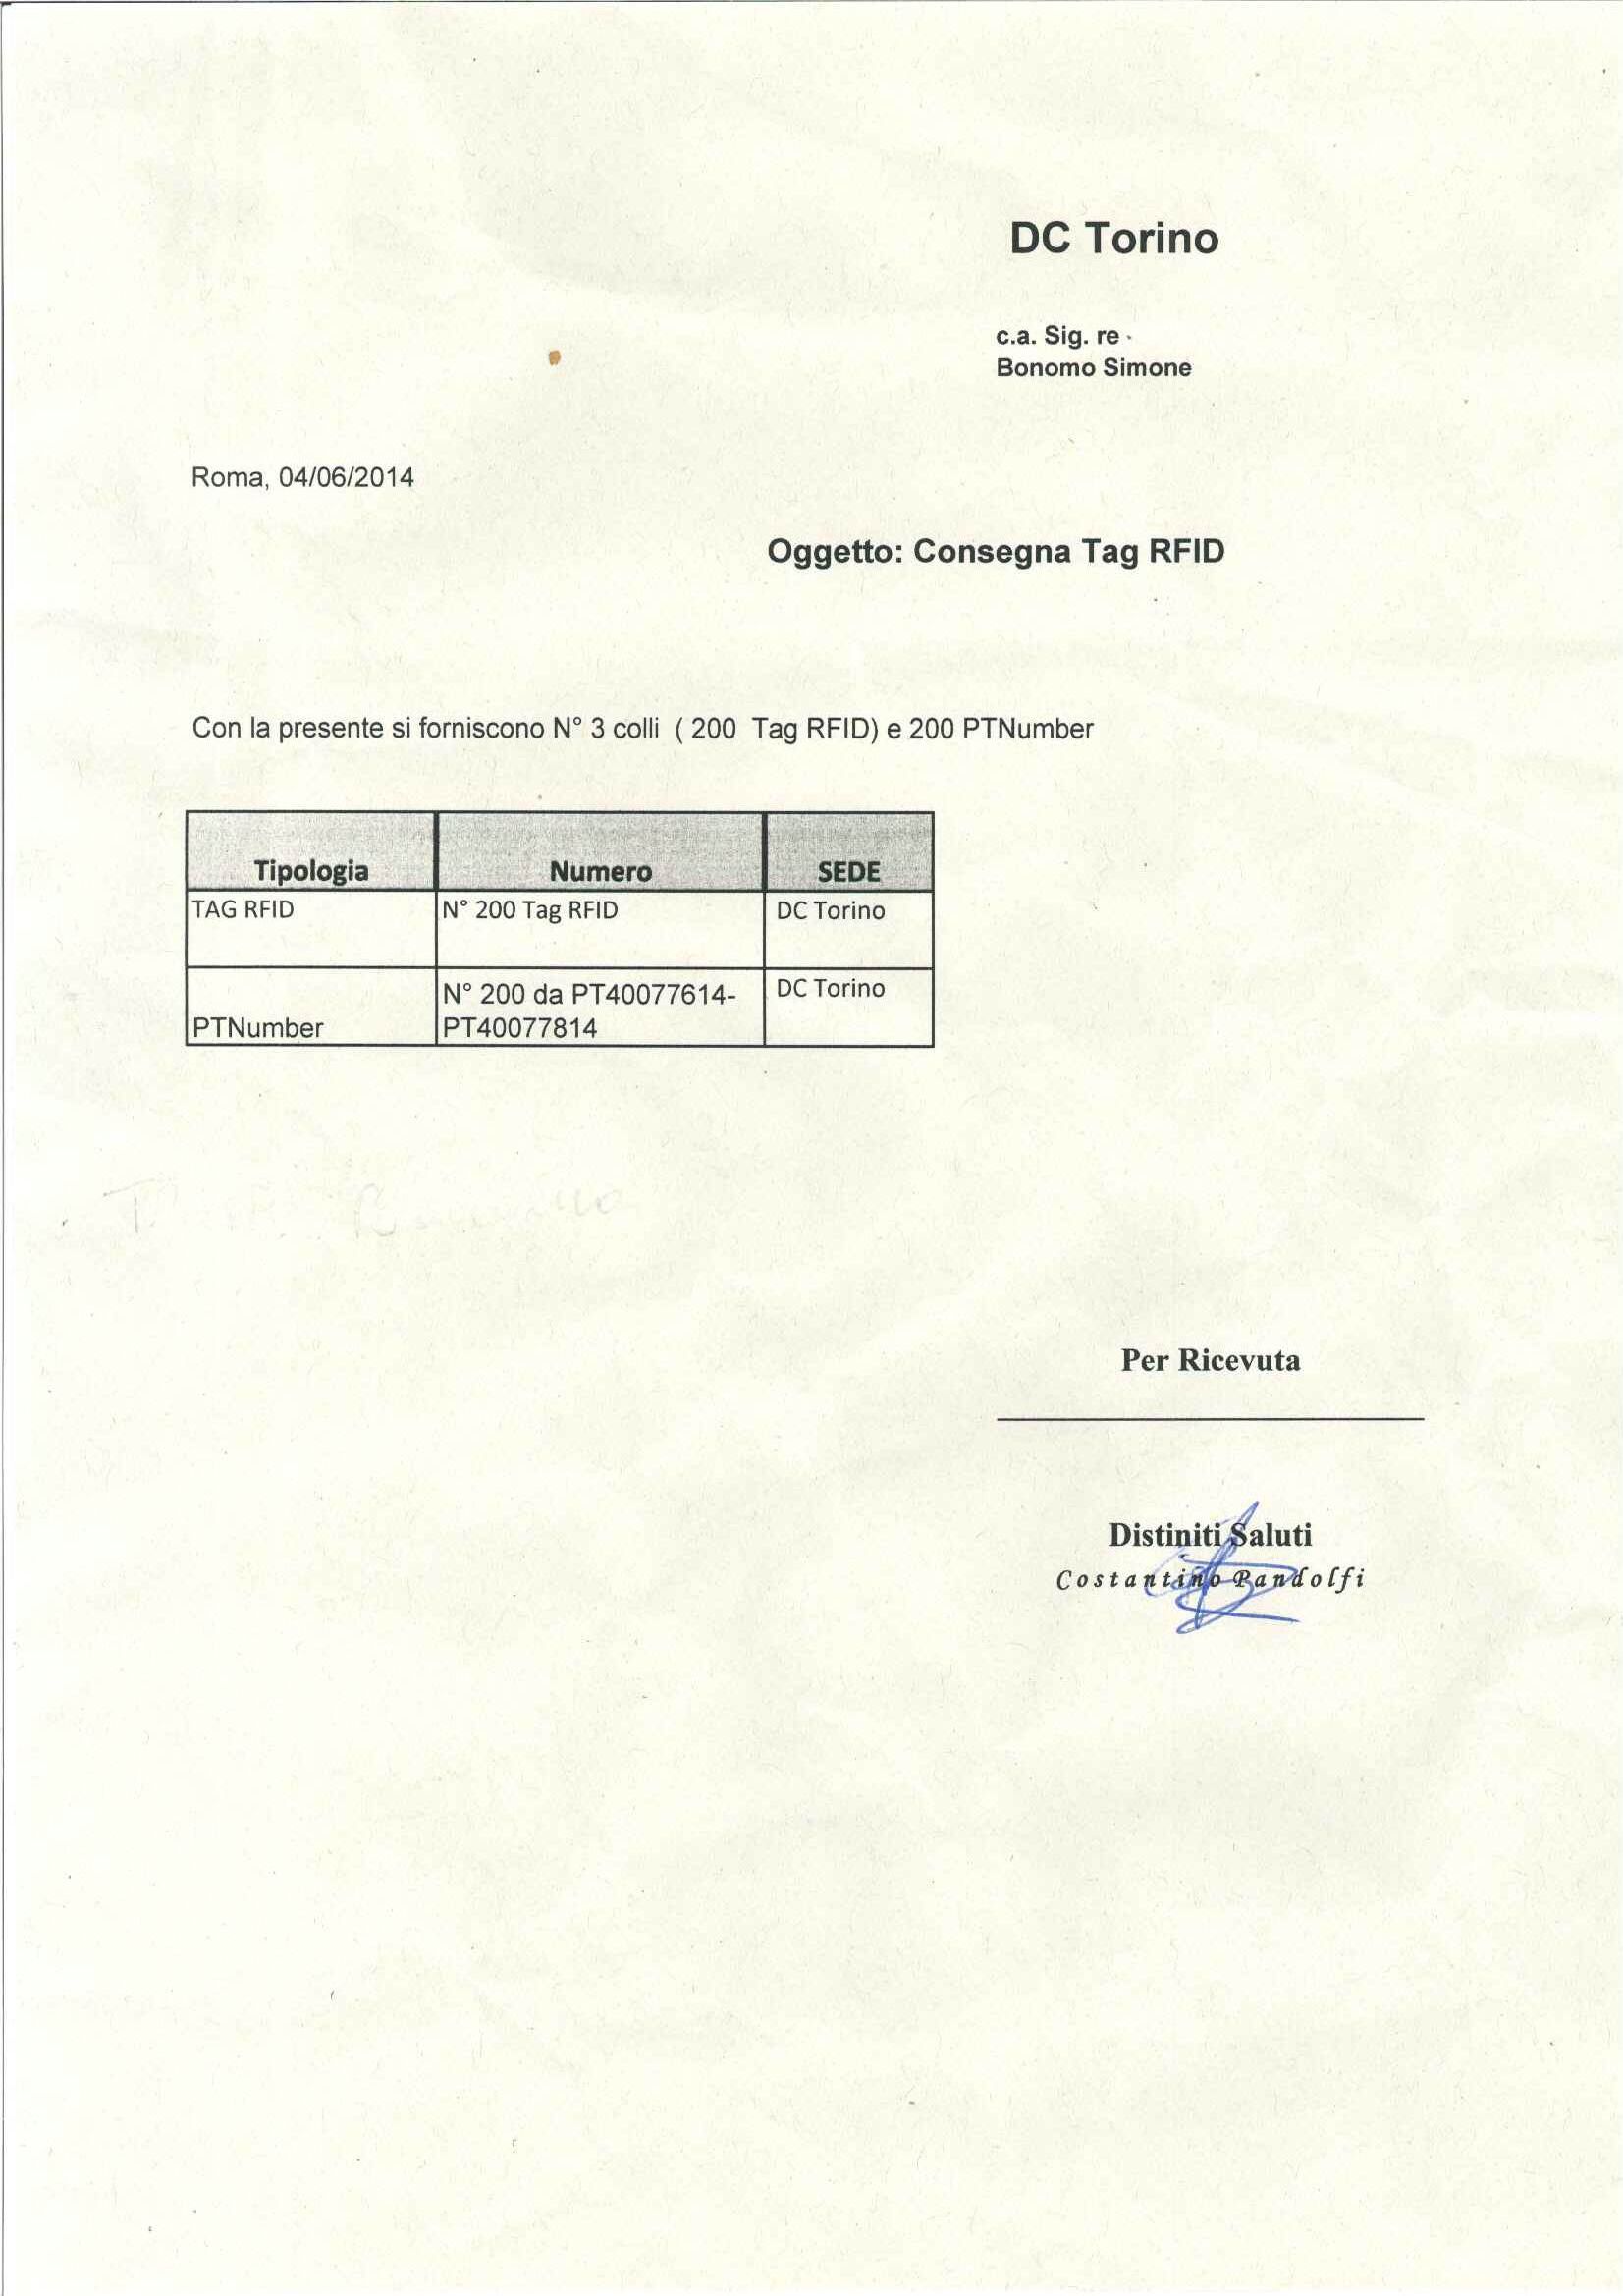 DC Torino
c.a. Sig. re
Bonomo Simone
Roma, 04/06/2014
Oggetto: Consegna Tag RFID
Con la presente si forniscono N° 3 colli ( 200 Tag RFID) e 200 PTNumber
Tipologia Numero SEDE
TAG RFID N° 200 Tag RFID DC Torino
PTNumber N° 200 da PT40077614-
PT40077814 DC Torino
Per Ricevuta
Distiniti Saluti
Costantino Pandolfi